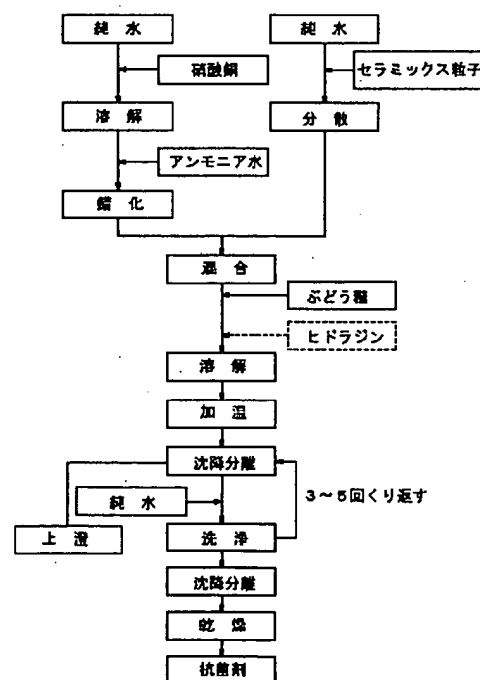 純水
純水
硝酸銅
セラミックス粒子
溶解
分散
アンモニア水
錯化
混合
ぶどう糖
ヒドラジン
溶解
加温
沈降分離
3～5回くり返す
純水
上澄
洗浄
沈降分離
乾燥
抗菌剤